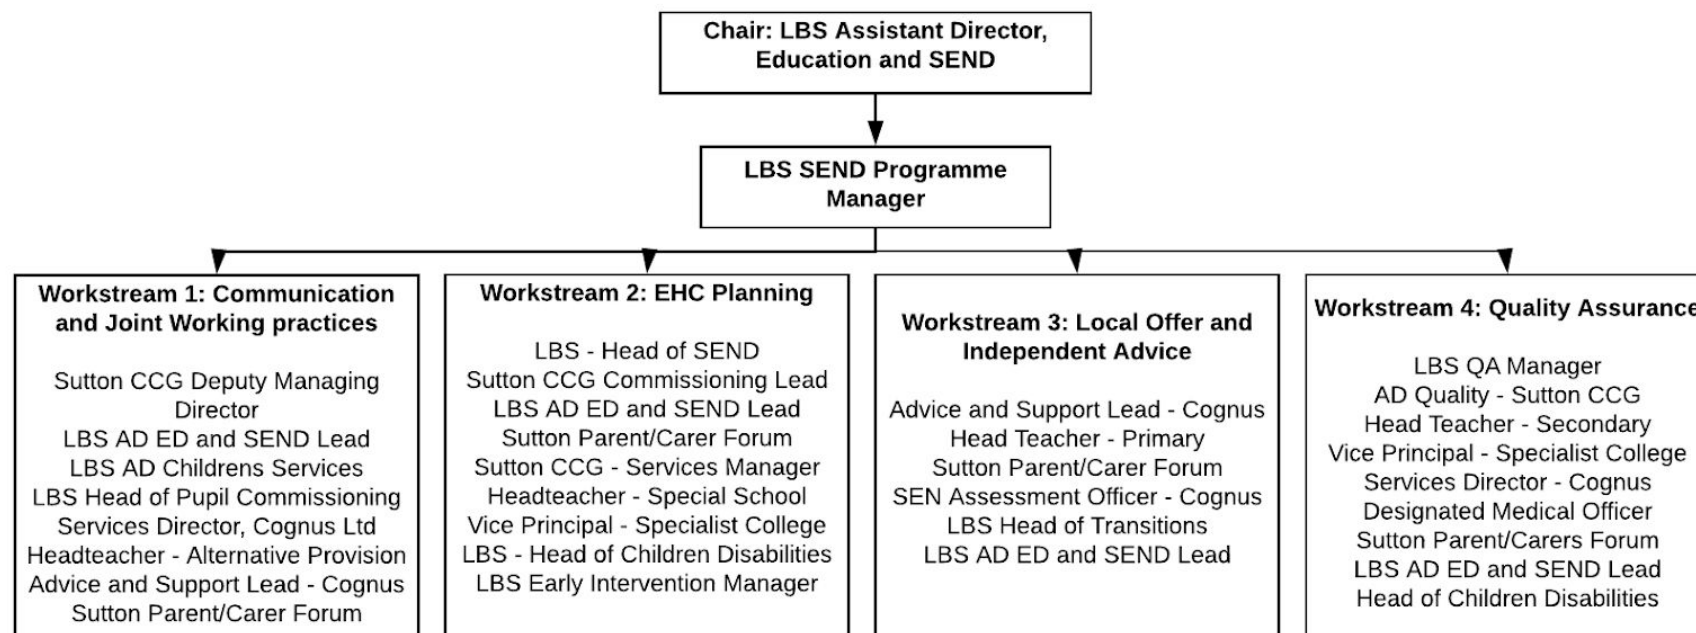 Chair: LBS Assistant Director,
Education and SEND
LBS SEND Programme
Manager
Workstream 1: Communication
and Joint Working practices
Sutton CCG Deputy Managing
Director
LBS AD ED and SEND Lead
LBS AD Childrens Services
LBS Head of Pupil Commissioning
Services Director, Cognus Ltd
Headteacher - Alternative Provision
Advice and Support Lead - Cognus
Sutton Parent/Carer Forum
Workstream 2: EHC Planning
LBS - Head of SEND
Sutton CCG Commissioning Lead
LBS AD ED and SEND Lead
Sutton Parent/Carer Forum
Sutton CCG - Services Manager
Headteacher - Special School
Vice Principal - Specialist College
LBS - Head of Children Disabilities
LBS Early Intervention Manager
Workstream 3: Local Offer and
Independent Advice
Advice and Support Lead - Cognus
Head Teacher - Primary
Sutton Parent/Carer Forum
SEN Assessment Officer - Cognus
LBS Head of Transitions
LBS AD ED and SEND Lead
Workstream 4: Quality Assurance
LBS QA Manager
AD Quality - Sutton CCG
Head Teacher - Secondary
Vice Principal - Specialist College
Services Director - Cognus
Designated Medical Officer
Sutton Parent/Carers Forum
LBS AD ED and SEND Lead
Head of Children Disabilities